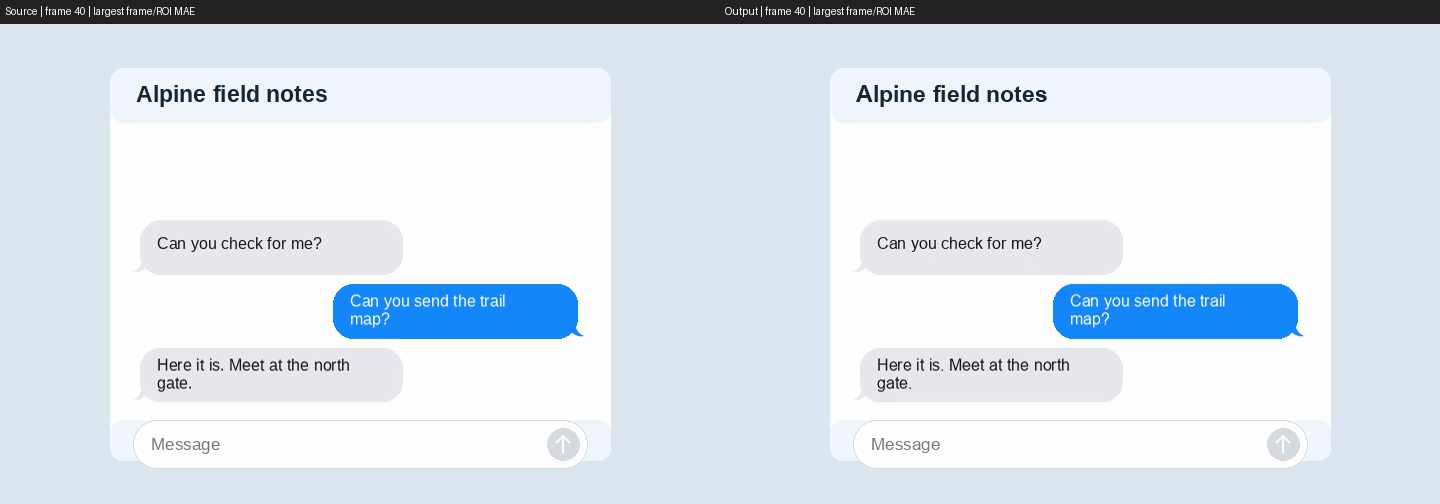 Source | frame 40 | largest frame/ROI MAE
Alpine field notes
Can you check for me?
Can you send the trail
map?
Here it is. Meet at the north
gate.
Message
Output | frame 40 | largest frame/ROI MAE
Alpine field notes
Can you check for me?
Can you send the trail
map?
Here it is. Meet at the north
gate.
Message